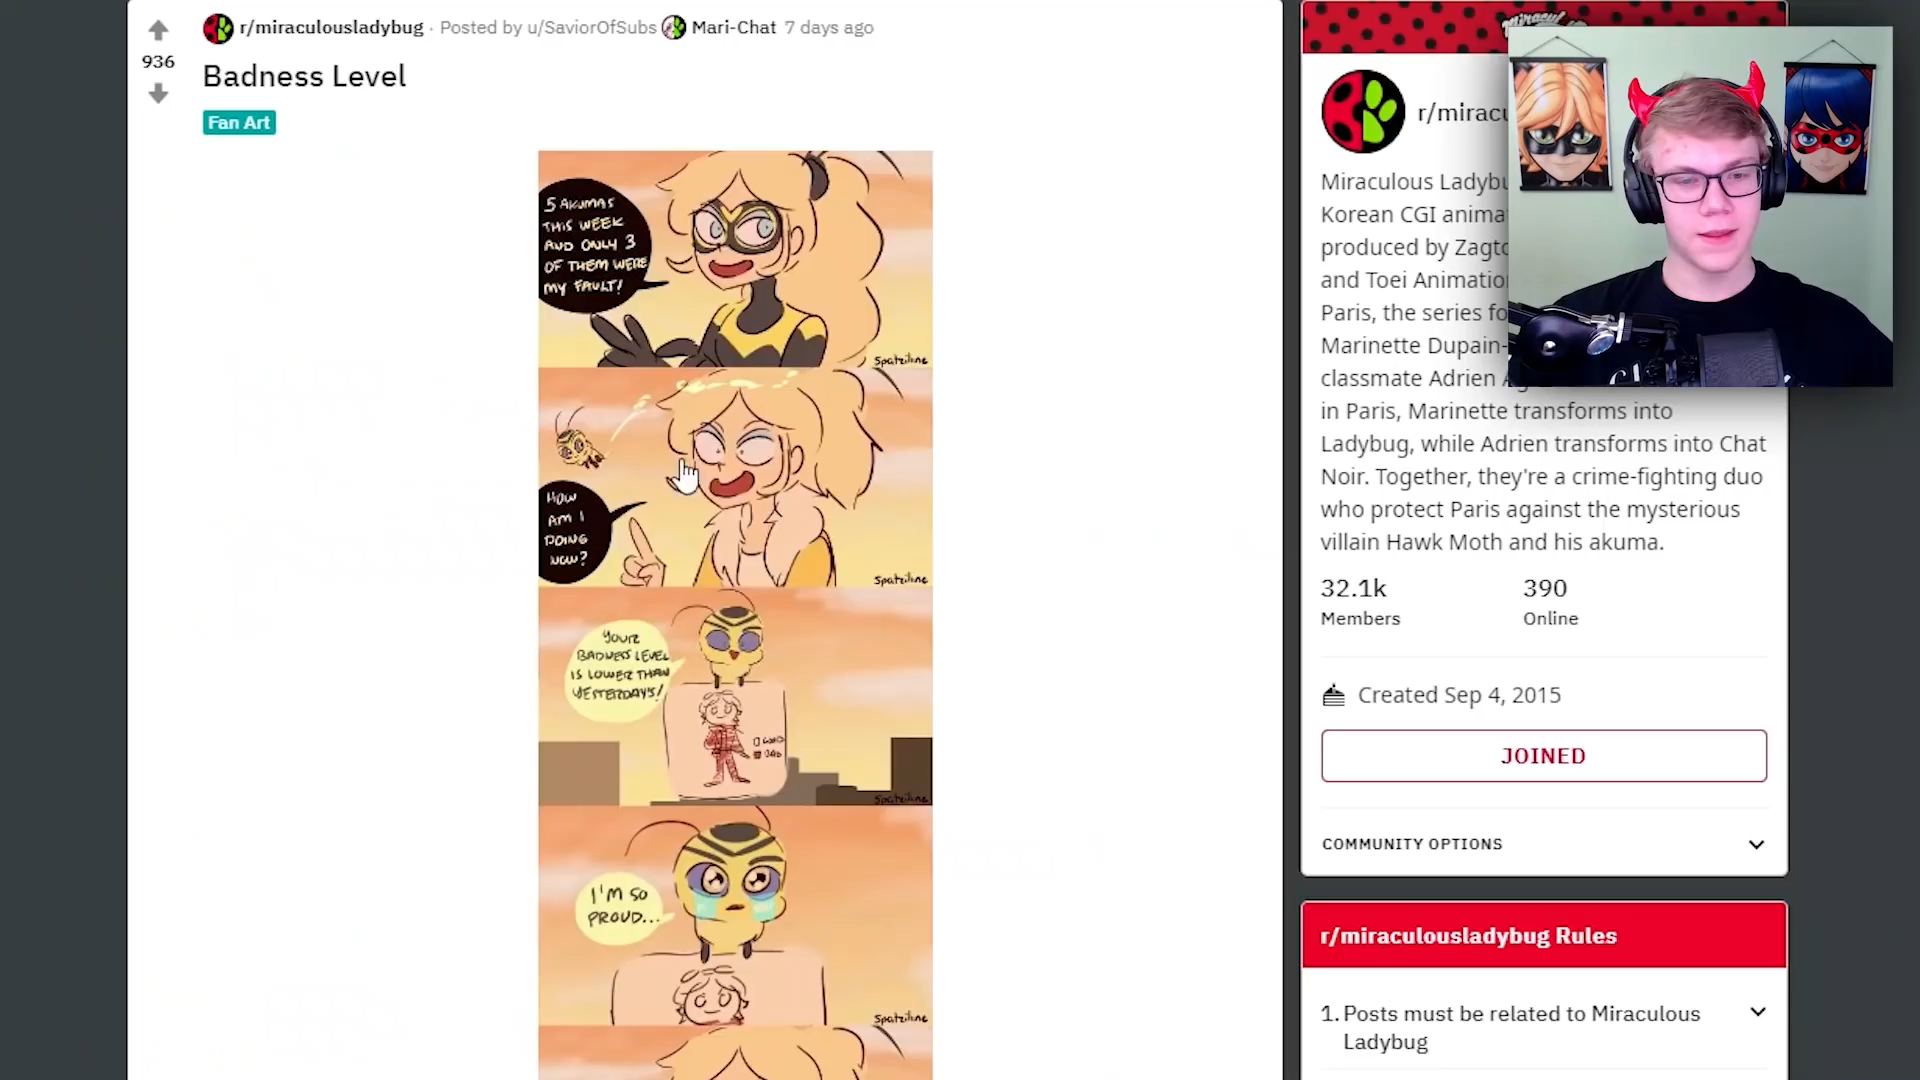 r/miraculousladybug · Posted by u/SaviorOfSubs Mari-Chat 7 days ago
936
Badness Level
Fan Art
5 AKUMAS
THIS WEEK
AND ONLY 3
OF THEM WERE
MY FAULT!
Spatziline
HOW
AM I
DOING
NOW?
Spatziline
YOUR
BADNESS LEVEL
IS LOWER THAN
YESTERDAY'S!
GOOD
BAD
Spatziline
I'M SO
PROUD...
Spatziline
r/mirac
Miraculous Ladyb
Korean CGI anima
produced by Zagto
and Toei Animatio
Paris, the series fo
Marinette Dupain-
classmate Adrien A
in Paris, Marinette transforms into
Ladybug, while Adrien transforms into Chat
Noir. Together, they're a crime-fighting duo
who protect Paris against the mysterious
villain Hawk Moth and his akuma.
32.1k 390
Members Online
Created Sep 4, 2015
JOINED
COMMUNITY OPTIONS
r/miraculousladybug Rules
1. Posts must be related to Miraculous
Ladybug